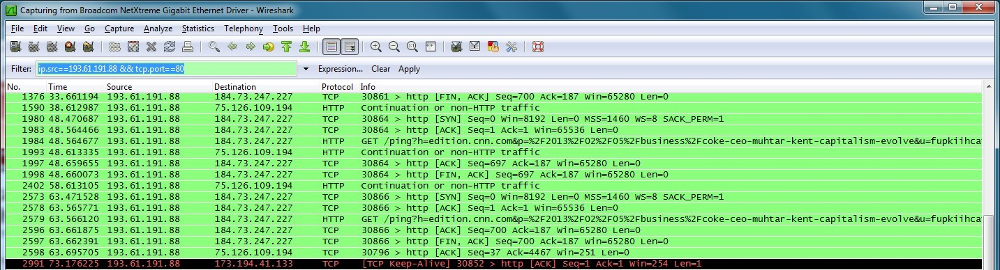 Capturing from Broadcom NetXtreme Gigabit Ethernet Driver - Wireshark
File Edit View Go Capture Analyze Statistics Telephony Tools Help
Filter: ip.src==193.61.191.88 && tcp.port==80 Expression... Clear Apply
No. Time Source Destination Protocol Info
1376 33.661194 193.61.191.88 184.73.247.227 TCP 30861 > http [FIN, ACK] Seq=700 Ack=187 Win=65280 Len=0
1590 38.612987 193.61.191.88 75.126.109.194 HTTP Continuation or non-HTTP traffic
1980 48.470687 193.61.191.88 184.73.247.227 TCP 30864 > http [SYN] Seq=0 Win=8192 Len=0 MSS=1460 WS=8 SACK_PERM=1
1983 48.564466 193.61.191.88 184.73.247.227 TCP 30864 > http [ACK] Seq=1 Ack=1 Win=65536 Len=0
1984 48.564677 193.61.191.88 184.73.247.227 HTTP GET /ping?h=edition.cnn.com&p=%2F2013%2F02%2F05%2Fbusiness%2Fcoke-ceo-muhtar-kent-capitalism-evolve&u=fupkiihca
1993 48.613335 193.61.191.88 75.126.109.194 HTTP Continuation or non-HTTP traffic
1997 48.659655 193.61.191.88 184.73.247.227 TCP 30864 > http [ACK] Seq=697 Ack=187 Win=65280 Len=0
1998 48.660073 193.61.191.88 184.73.247.227 TCP 30864 > http [FIN, ACK] Seq=697 Ack=187 Win=65280 Len=0
2402 58.613105 193.61.191.88 75.126.109.194 HTTP Continuation or non-HTTP traffic
2573 63.471528 193.61.191.88 184.73.247.227 TCP 30866 > http [SYN] Seq=0 Win=8192 Len=0 MSS=1460 WS=8 SACK_PERM=1
2578 63.565771 193.61.191.88 184.73.247.227 TCP 30866 > http [ACK] Seq=1 Ack=1 Win=65536 Len=0
2579 63.566120 193.61.191.88 184.73.247.227 HTTP GET /ping?h=edition.cnn.com&p=%2F2013%2F02%2F05%2Fbusiness%2Fcoke-ceo-muhtar-kent-capitalism-evolve&u=fupkiihca
2596 63.661875 193.61.191.88 184.73.247.227 TCP 30866 > http [ACK] Seq=700 Ack=187 Win=65280 Len=0
2597 63.662391 193.61.191.88 184.73.247.227 TCP 30866 > http [FIN, ACK] Seq=700 Ack=187 Win=65280 Len=0
2598 63.695705 193.61.191.88 75.126.109.194 TCP 30796 > http [ACK] Seq=37 Ack=4467 Win=251 Len=0
2991 73.176225 193.61.191.88 173.194.41.133 TCP [TCP Keep-Alive] 30852 > http [ACK] Seq=1 Ack=1 Win=254 Len=1